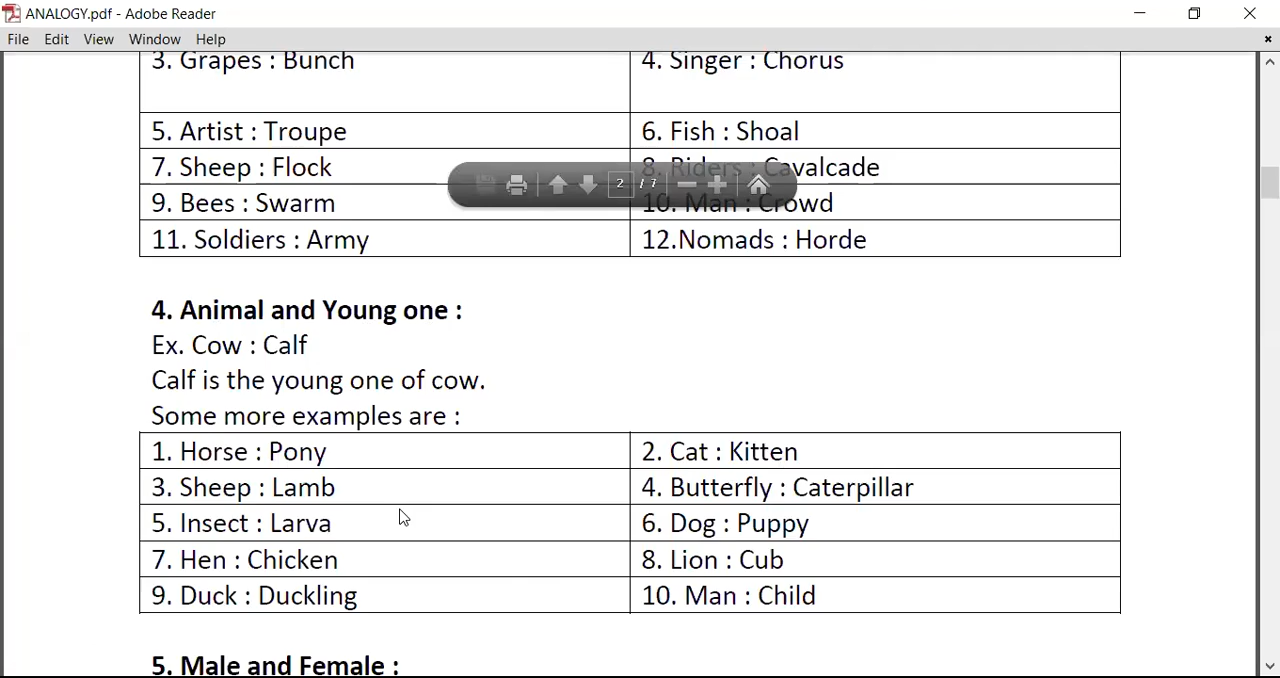 ANALOGY.pdf - Adobe Reader
File Edit View Window Help
3. Grapes : Bunch 4. Singer : Chorus
5. Artist : Troupe 6. Fish : Shoal
7. Sheep : Flock 8. Riders : Cavalcade
2 / 7
9. Bees : Swarm 10. Man : Crowd
11. Soldiers : Army 12.Nomads : Horde
4. Animal and Young one :
Ex. Cow : Calf
Calf is the young one of cow.
Some more examples are :
1. Horse : Pony 2. Cat : Kitten
3. Sheep : Lamb 4. Butterfly : Caterpillar
5. Insect : Larva 6. Dog : Puppy
7. Hen : Chicken 8. Lion : Cub
9. Duck : Duckling 10. Man : Child
5. Male and Female :